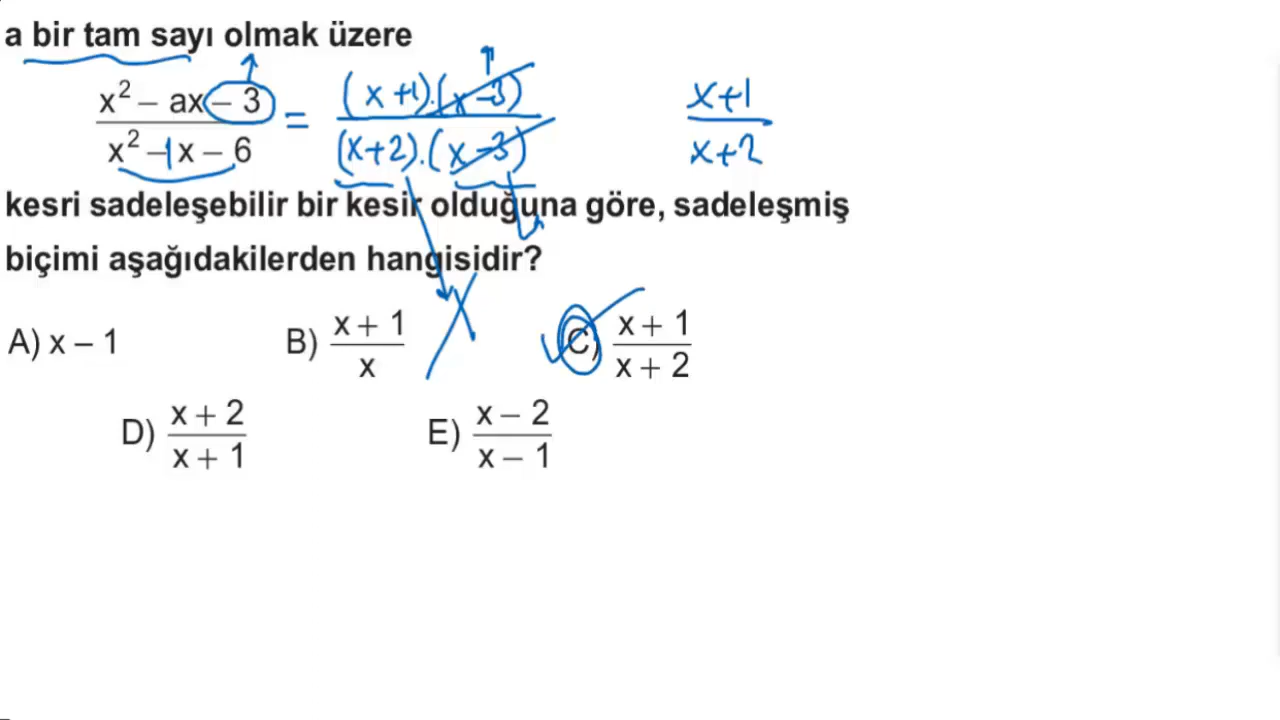 a bir tam sayı olmak üzere
x² – ax – 3 / x² – 1x – 6 = (x+1).(x–3) / (x+2).(x–3)   x+1 / x+2
kesri sadeleşebilir bir kesir olduğuna göre, sadeleşmiş
biçimi aşağıdakilerden hangisidir?
A) x – 1   B) x + 1 / x   C) x + 1 / x + 2
D) x + 2 / x + 1   E) x – 2 / x – 1